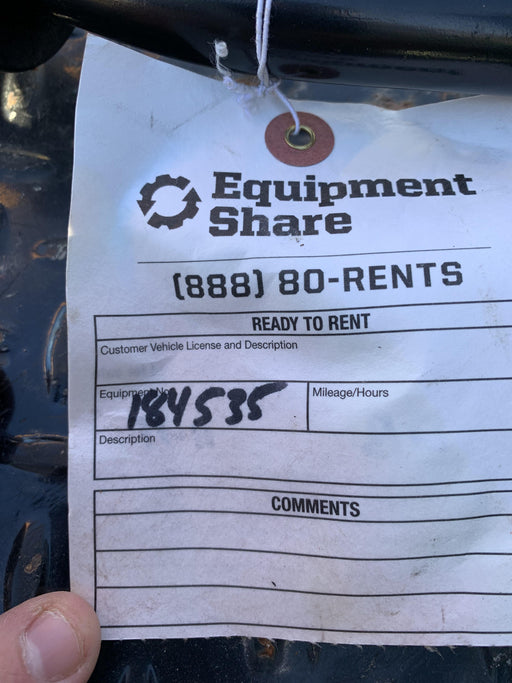 Equipment
Share
(888) 80-RENTS
READY TO RENT
Customer Vehicle License and Description
Equipment No.
184535
Mileage/Hours
Description
COMMENTS